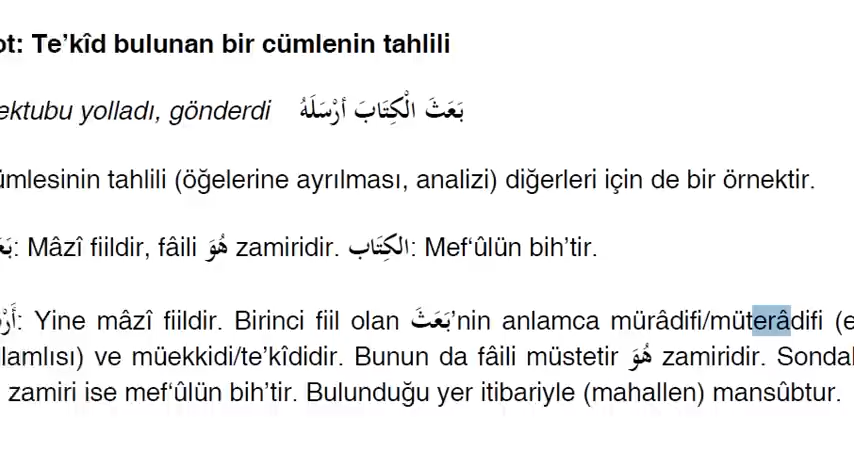 ot: Te’kîd bulunan bir cümlenin tahlili
ektubu yolladı, gönderdi بَعَثَ الْكِتَابَ أرْسَلَهُ
ümlesinin tahlili (öğelerine ayrılması, analizi) diğerleri için de bir örnektir.
: Mâzî fiildir, fâili هُوَ zamiridir. الكِتَاب: Mef‘ûlün bih’tir.
: Yine mâzî fiildir. Birinci fiil olan بَعَثَ’nin anlamca mürâdifi/müterâdifi (e
lamlısı) ve müekkidi/te’kîdidir. Bunun da fâili müstetir هُوَ zamiridir. Sondal
zamiri ise mef‘ûlün bih’tir. Bulunduğu yer itibariyle (mahallen) mansûbtur.